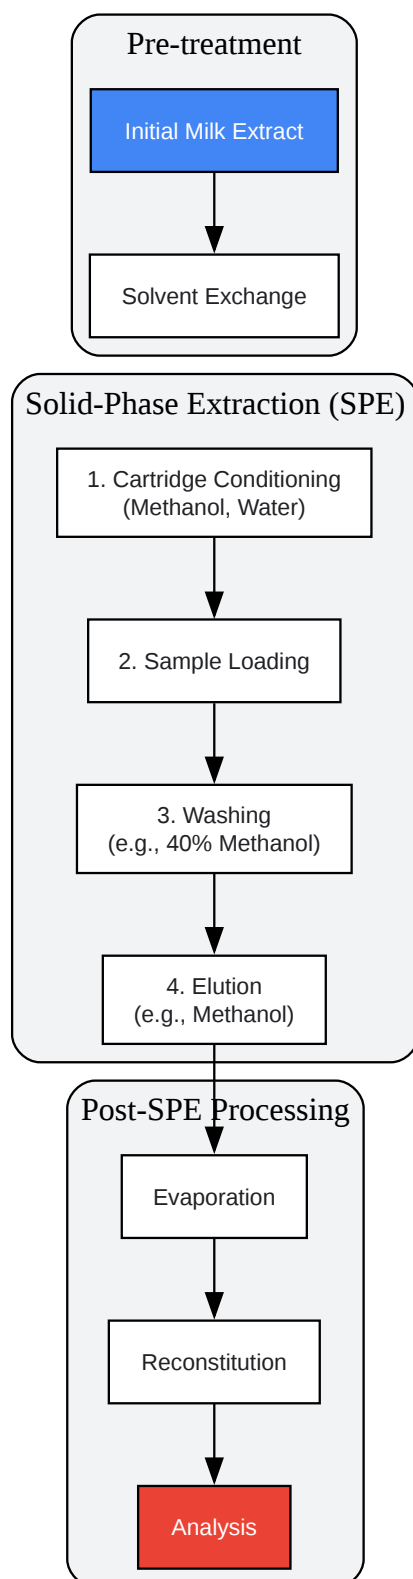 Pre-treatment
Initial Milk Extract
Solvent Exchange
Solid-Phase Extraction (SPE)
1. Cartridge Conditioning
(Methanol, Water)
2. Sample Loading
3. Washing
(e.g., 40% Methanol)
4. Elution
(e.g., Methanol)
Post-SPE Processing
Evaporation
Reconstitution
Analysis